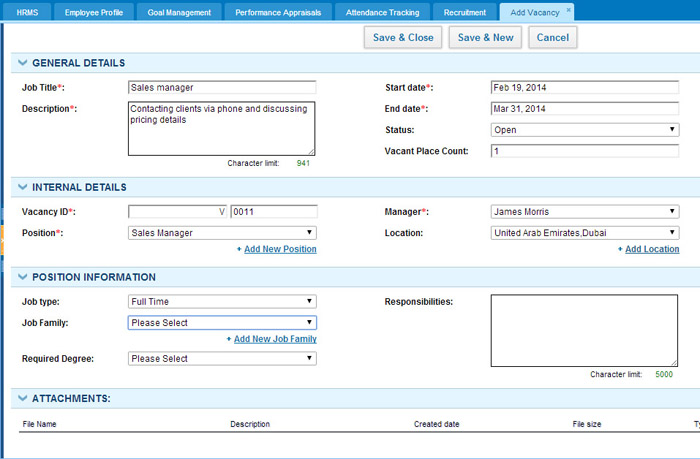 HRMS Employee Profile Goal Management Performance Appraisals Attendance Tracking Recruitment Add Vacancy ×
Save & Close Save & New Cancel
GENERAL DETAILS
Job Title*: Sales manager Start date*: Feb 19, 2014
Description*: Contacting clients via phone and discussing pricing details End date*: Mar 31, 2014
Status: Open
Character limit: 941 Vacant Place Count: 1
INTERNAL DETAILS
Vacancy ID*: V 0011 Manager*: James Morris
Position*: Sales Manager Location: United Arab Emirates,Dubai
+ Add New Position + Add Location
POSITION INFORMATION
Job type: Full Time Responsibilities:
Job Family: Please Select
+ Add New Job Family
Required Degree: Please Select
Character limit: 5000
ATTACHMENTS:
File Name Description Created date File size